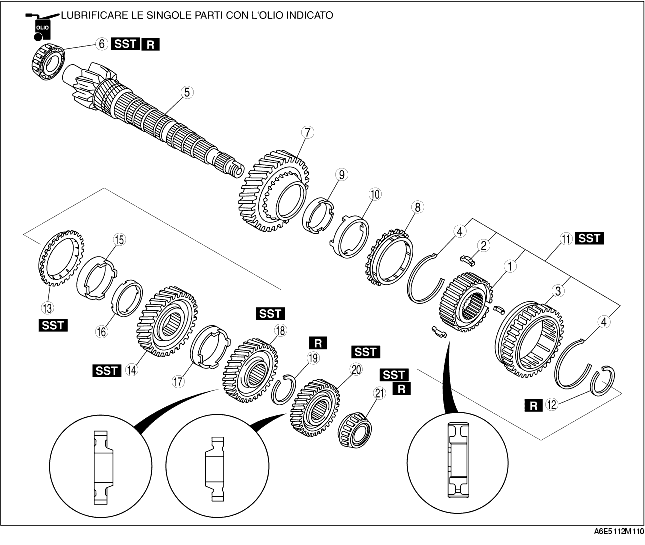 LUBRIFICARE LE SINGOLE PARTI CON L'OLIO INDICATO
OLIO
6 SST R
5
7
9
10
8
4
2
11 SST
1
3
4
15
13
SST
16
SST 14
17
SST
18
R
19
SST
20
SST
R
21
R 12
A6E5112M110